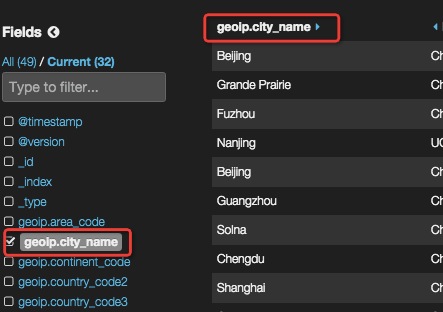 Fields
All (49) / Current (32)
Type to filter...
@timestamp
@version
_id
_index
_type
geoip.area_code
geoip.city_name
geoip.continent_code
geoip.country_code2
geoip.country_code3
geoip.city_name
Beijing Ch
Grande Prairie Ch
Fuzhou Ch
Nanjing UC
Beijing Ch
Guangzhou Ch
Solna Ch
Chengdu Ch
Shanghai Ch